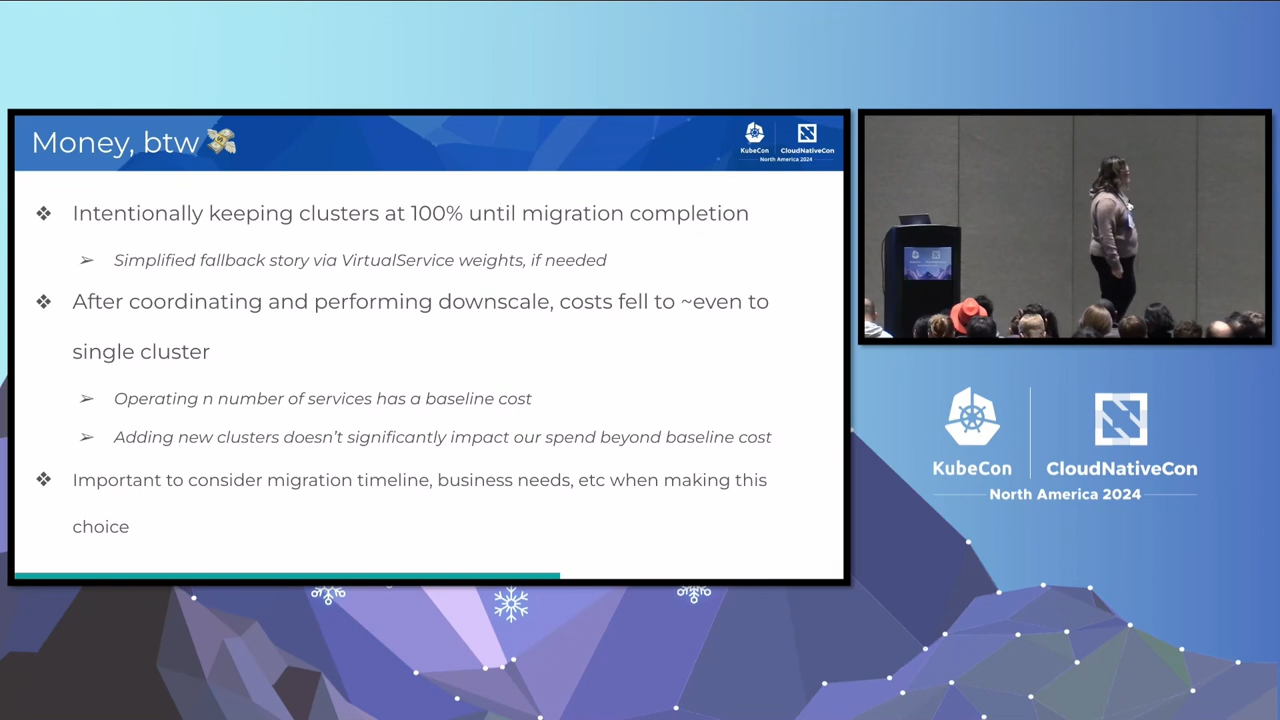 Money, btw 💸
KubeCon
CloudNativeCon
North America 2024
❖ Intentionally keeping clusters at 100% until migration completion
➢ Simplified fallback story via VirtualService weights, if needed
❖ After coordinating and performing downscale, costs fell to ~even to
single cluster
➢ Operating n number of services has a baseline cost
➢ Adding new clusters doesn't significantly impact our spend beyond baseline cost
❖ Important to consider migration timeline, business needs, etc when making this
choice
KubeCon
CloudNativeCon
North America 2024